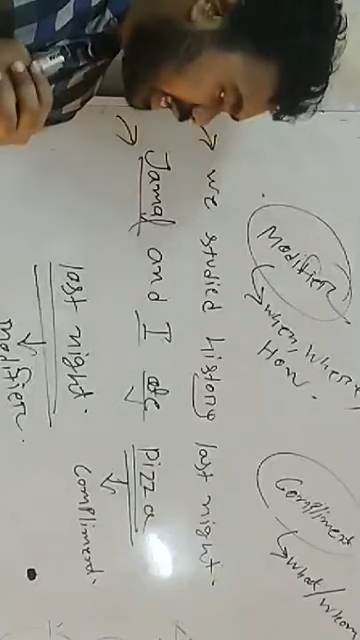 Modifier
when, where,
How.
Compliment
what/whom
→ we studied history last night.
→ Jamal and I ate pizza
last night.
Compliment.
modifier.